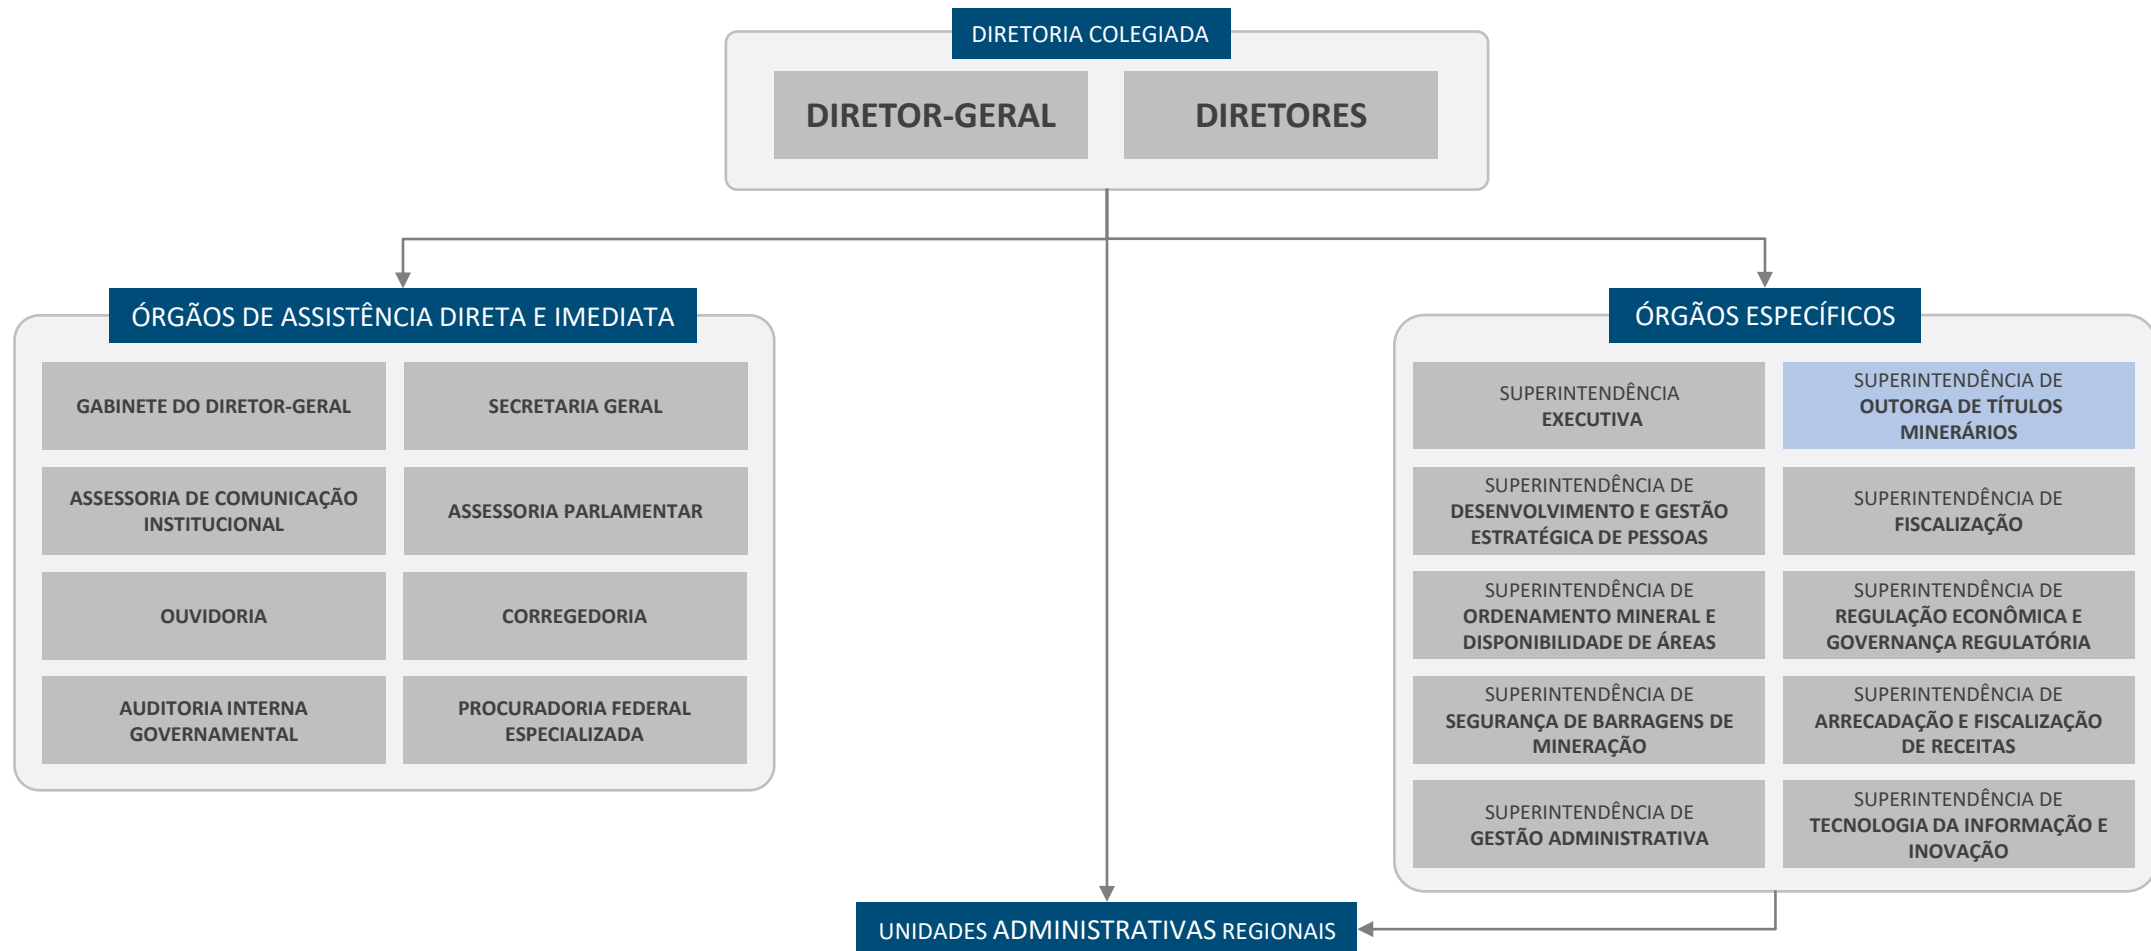 DIRETORIA COLEGIADA
DIRETOR-GERAL
DIRETORES
ÓRGÃOS DE ASSISTÊNCIA DIRETA E IMEDIATA
GABINETE DO DIRETOR-GERAL
SECRETARIA GERAL
ASSESSORIA DE COMUNICAÇÃO
INSTITUCIONAL
ASSESSORIA PARLAMENTAR
OUVIDORIA
CORREGEDORIA
AUDITORIA INTERNA
GOVERNAMENTAL
PROCURADORIA FEDERAL
ESPECIALIZADA
ÓRGÃOS ESPECÍFICOS
SUPERINTENDÊNCIA
EXECUTIVA
SUPERINTENDÊNCIA DE
OUTORGA DE TÍTULOS
MINERÁRIOS
SUPERINTENDÊNCIA DE
DESENVOLVIMENTO E GESTÃO
ESTRATÉGICA DE PESSOAS
SUPERINTENDÊNCIA DE
FISCALIZAÇÃO
SUPERINTENDÊNCIA DE
ORDENAMENTO MINERAL E
DISPONIBILIDADE DE ÁREAS
SUPERINTENDÊNCIA DE
REGULAÇÃO ECONÔMICA E
GOVERNANÇA REGULATÓRIA
SUPERINTENDÊNCIA DE
SEGURANÇA DE BARRAGENS DE
MINERAÇÃO
SUPERINTENDÊNCIA DE
ARRECADAÇÃO E FISCALIZAÇÃO
DE RECEITAS
SUPERINTENDÊNCIA DE
GESTÃO ADMINISTRATIVA
SUPERINTENDÊNCIA DE
TECNOLOGIA DA INFORMAÇÃO E
INOVAÇÃO
UNIDADES ADMINISTRATIVAS REGIONAIS